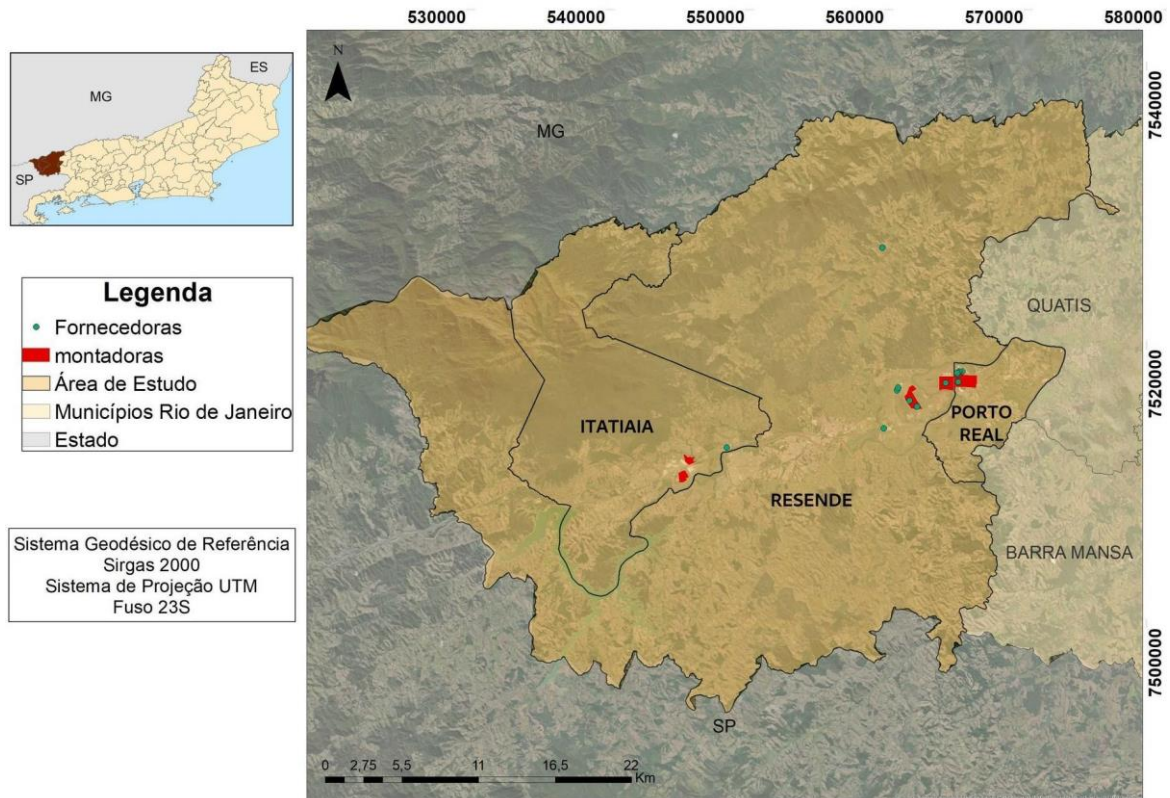 530000 540000 550000 560000 570000 580000
ES
MG
SP
N
MG
7540000
QUATIS
Legenda
Fornecedoras
montadoras
Área de Estudo
Municípios Rio de Janeiro
Estado
7520000
ITATIAIA
PORTO
REAL
RESENDE
BARRA MANSA
Sistema Geodésico de Referência
Sirgas 2000
Sistema de Projeção UTM
Fuso 23S
7500000
SP
0 2,75 5,5 11 16,5 22
Km